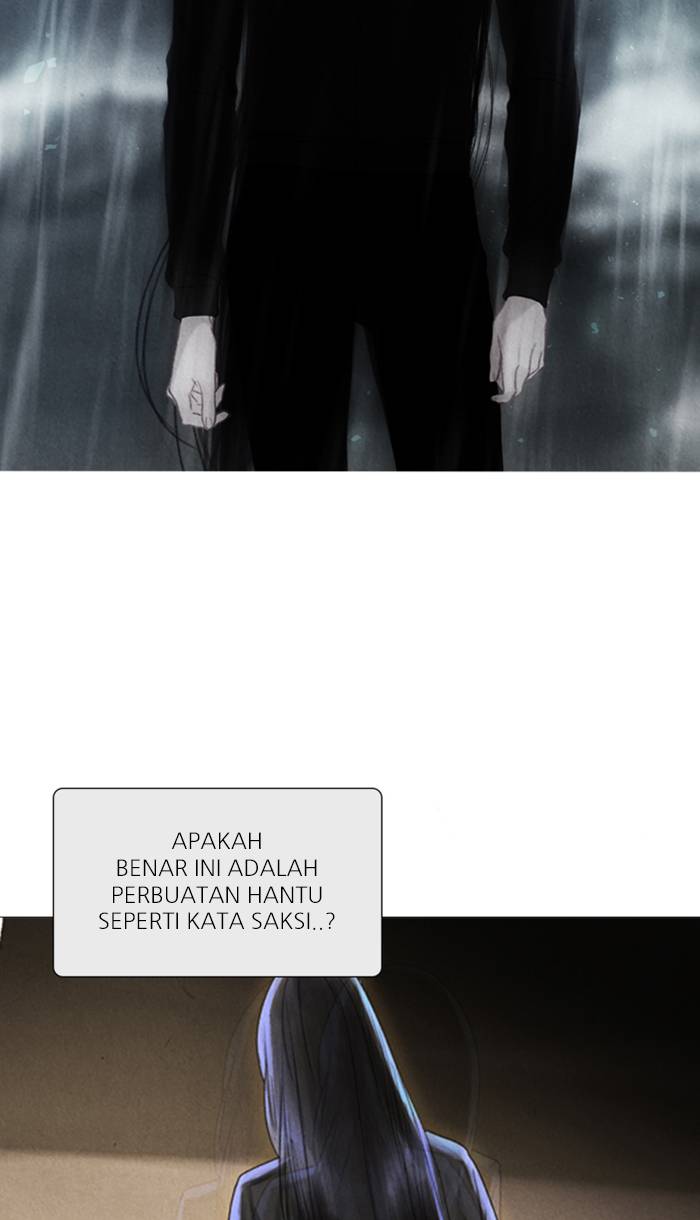 APAKAH
BENAR INI ADALAH
PERBUATAN HANTU
SEPERTI KATA SAKSI..?